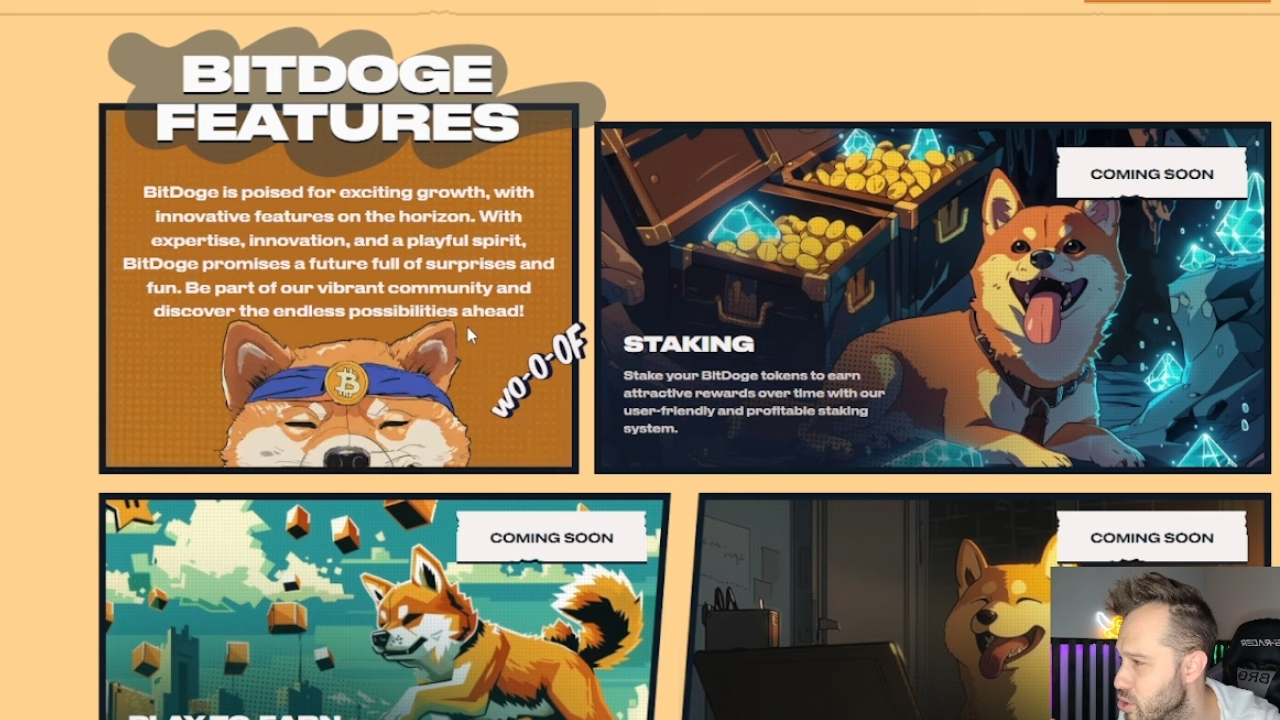 BITDOGE
FEATURES
BitDoge is poised for exciting growth, with
innovative features on the horizon. With
expertise, innovation, and a playful spirit,
BitDoge promises a future full of surprises and
fun. Be part of our vibrant community and
discover the endless possibilities ahead!
WO-O-OF
COMING SOON
STAKING
Stake your BitDoge tokens to earn
attractive rewards over time with our
user-friendly and profitable staking
system.
COMING SOON
PLAY TO EARN
COMING SOON